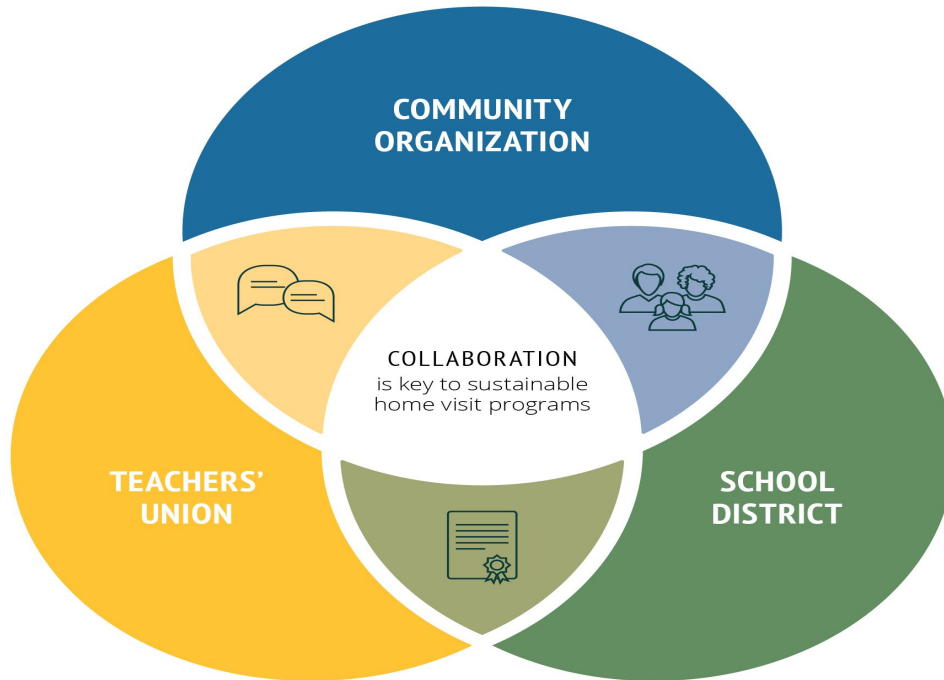 COMMUNITY
ORGANIZATION
COLLABORATION
is key to sustainable
home visit programs
TEACHERS’
UNION
SCHOOL
DISTRICT